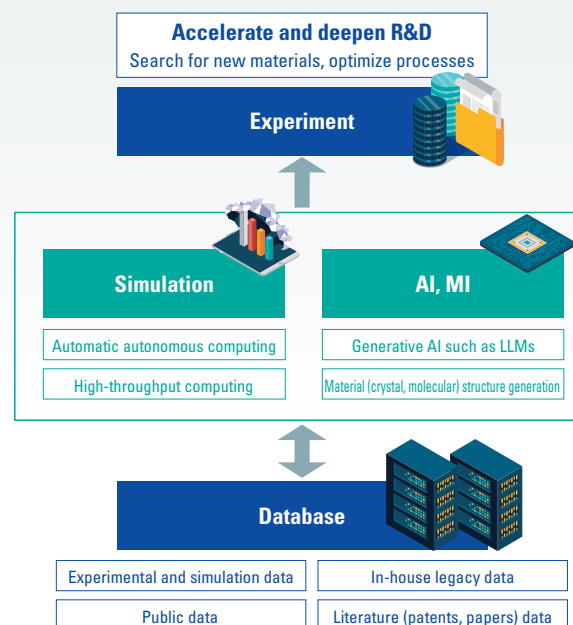 Accelerate and deepen R&D
Search for new materials, optimize processes
Experiment
Simulation
AI, MI
Automatic autonomous computing
Generative AI such as LLMs
High-throughput computing
Material (crystal, molecular) structure generation
Database
Experimental and simulation data
In-house legacy data
Public data
Literature (patents, papers) data